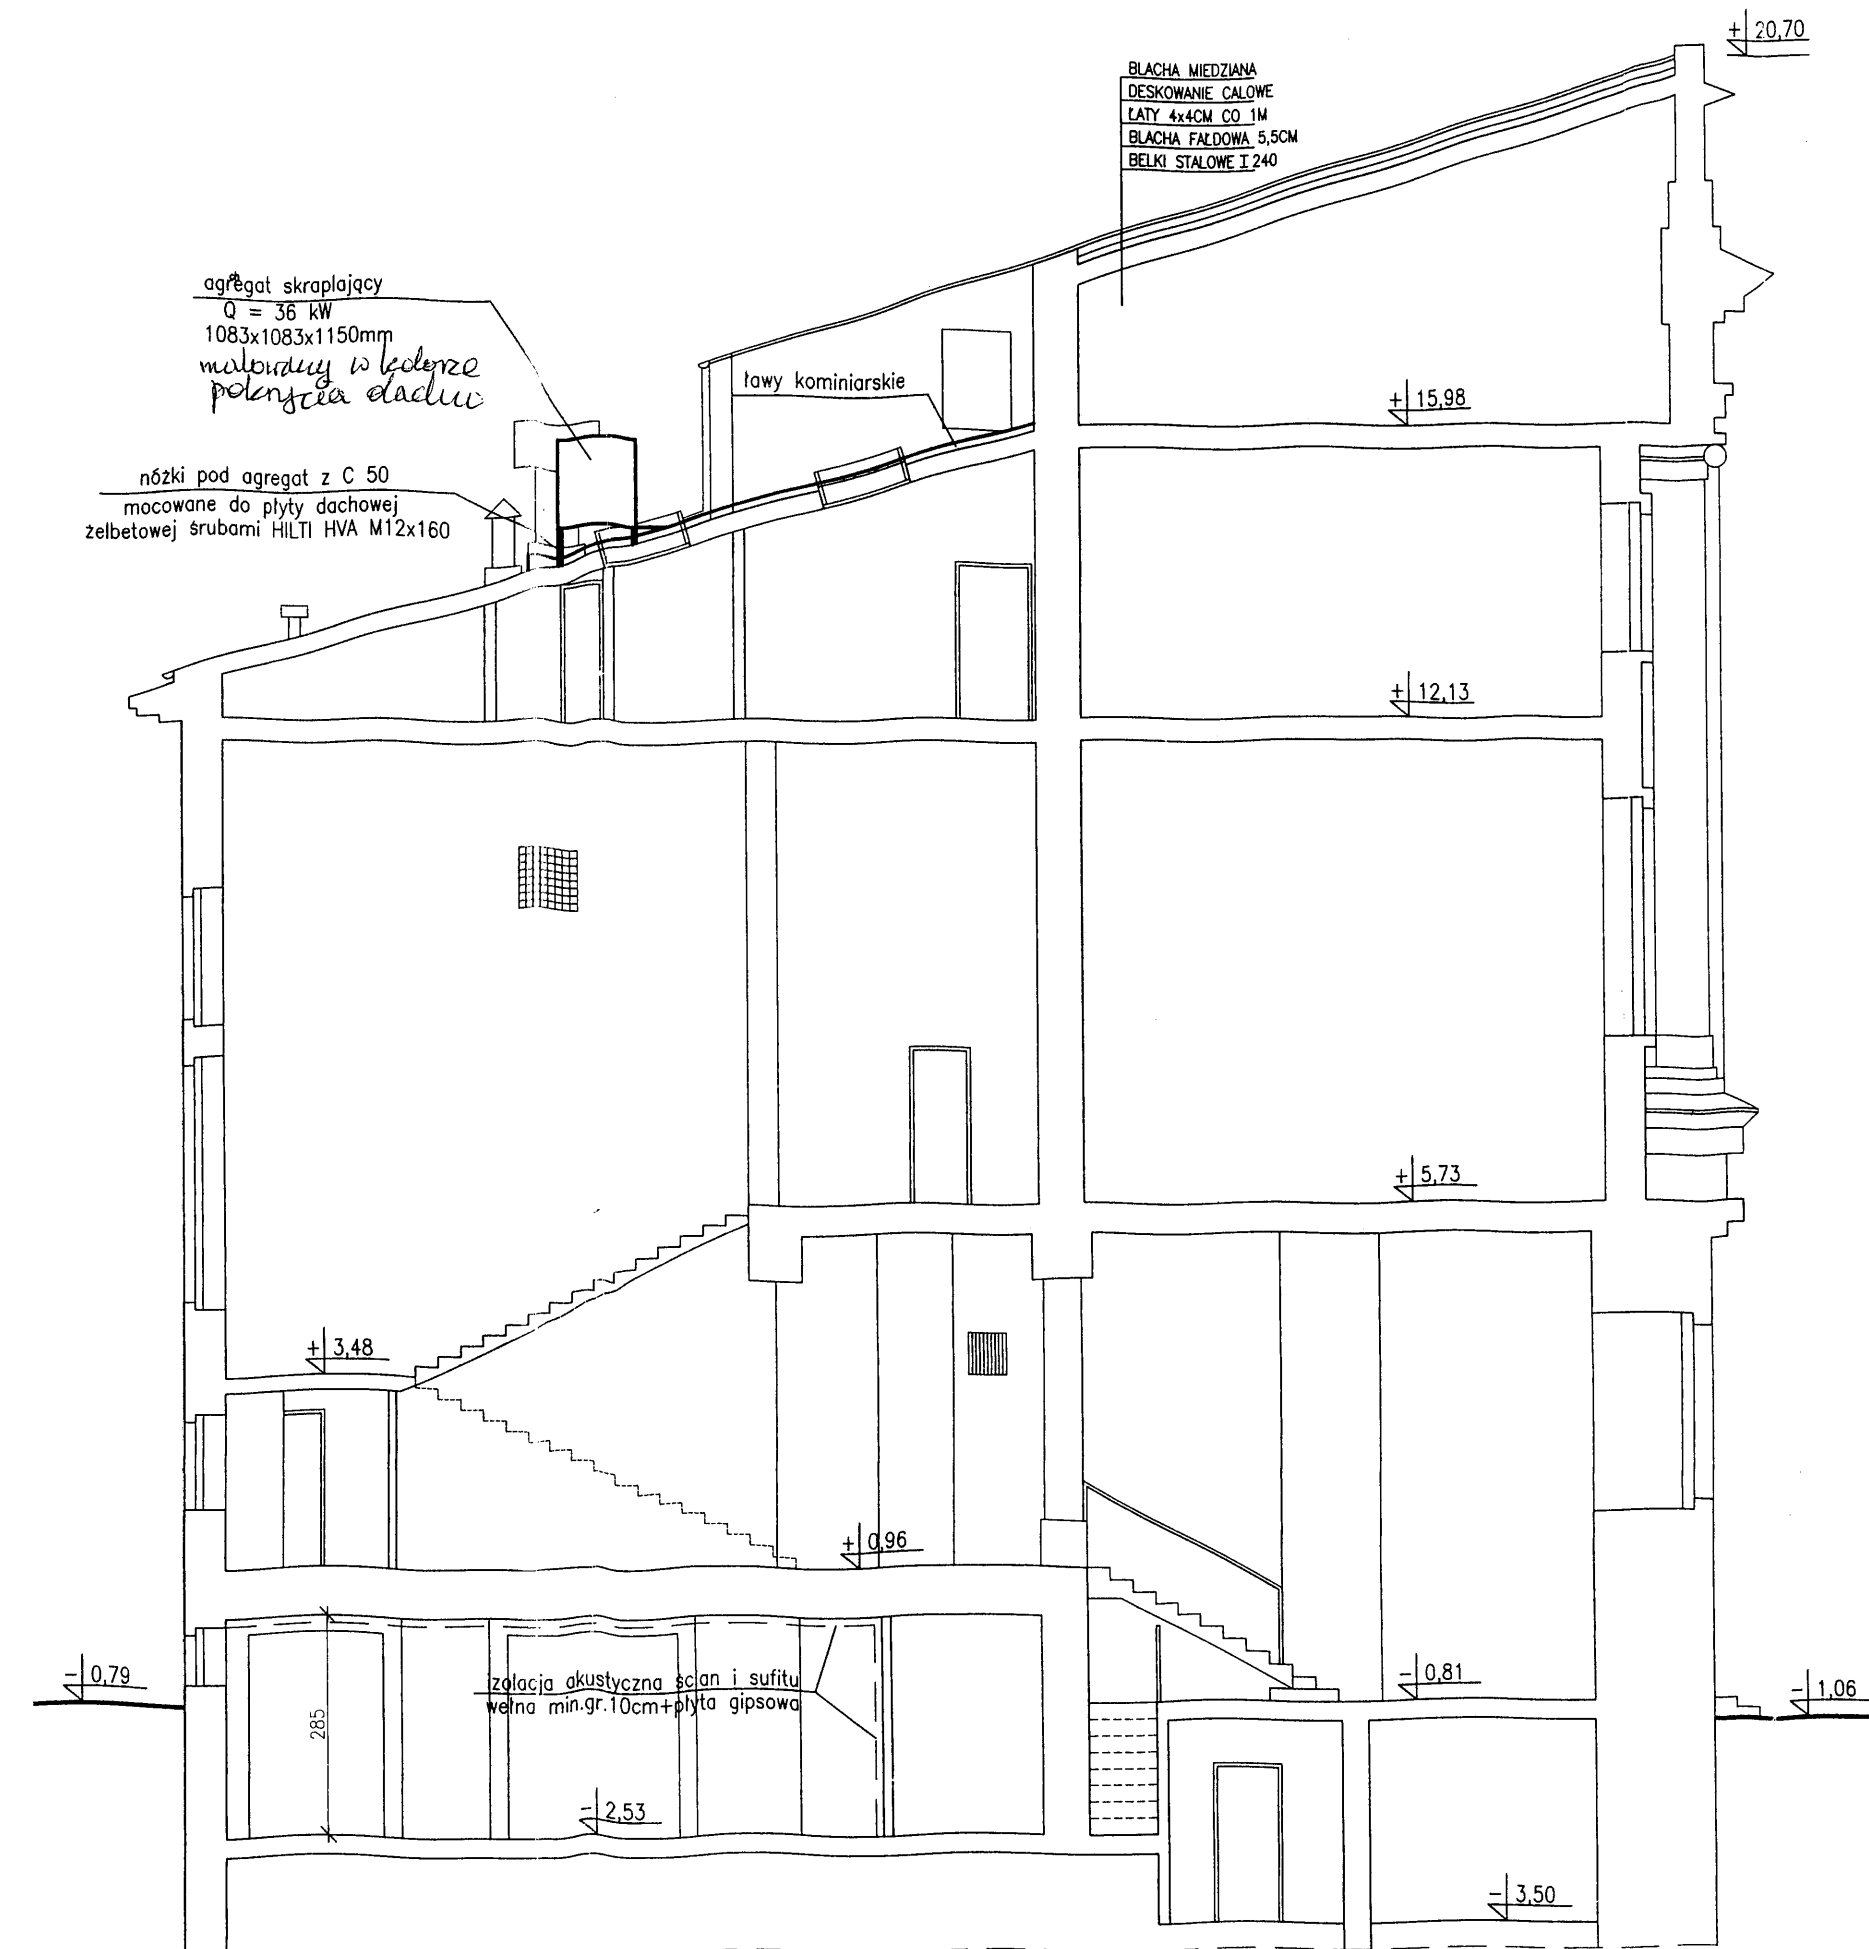 + 20,70
BLACHA MIEDZIANA
DESKOWANIE CALOWE
ŁATY 4x4CM CO 1M
BLACHA FAŁDOWA 5,5CM
BELKI STALOWE I 240
agregat skraplający
Q = 36 kW
1083x1083x1150mm
malowany w kolorze
pokrycia dachu
ławy kominiarskie
+ 15,98
nóżki pod agregat z C 50
mocowane do płyty dachowej
żelbetowej śrubami HILTI HVA M12x160
+ 12,13
+ 5,73
+ 3,48
+ 0,96
- 0,79
izolacja akustyczna ścian i sufitu
wełna min.gr.10cm+płyta gipsowa
- 0,81
- 1,06
285
- 2,53
- 3,50